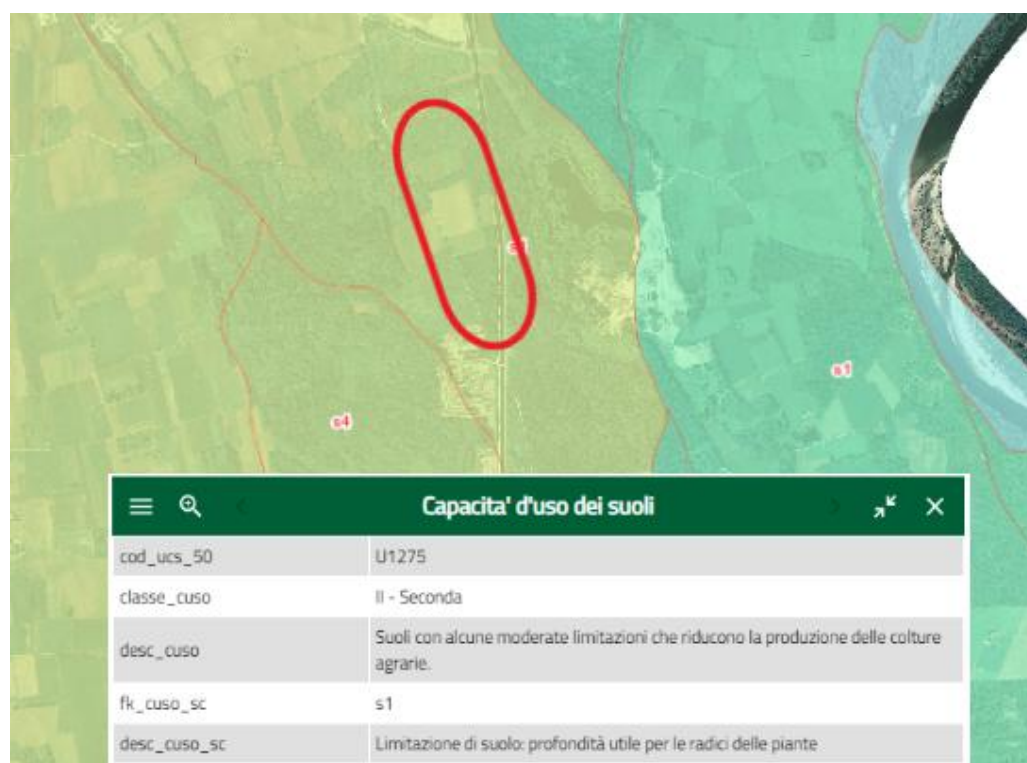 s4
s1
Capacita' d'uso dei suoli
cod_ucs_50 U1275
classe_cuso II - Seconda
desc_cuso Suoli con alcune moderate limitazioni che riducono la produzione delle colture
agrarie.
fk_cuso_sc s1
desc_cuso_sc Limitazione di suolo: profondità utile per le radici delle piante